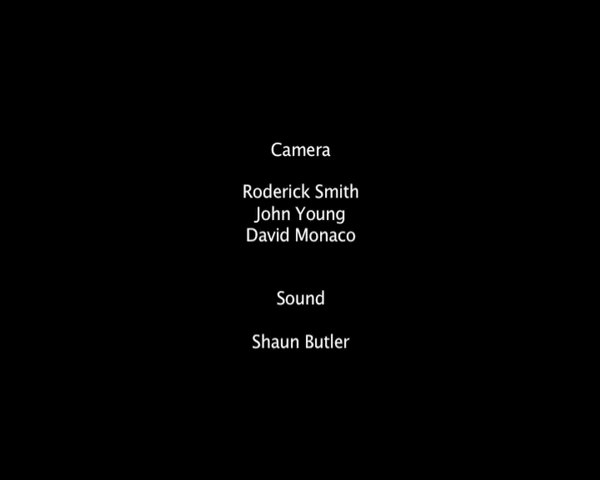 Camera
Roderick Smith
John Young
David Monaco
Sound
Shaun Butler